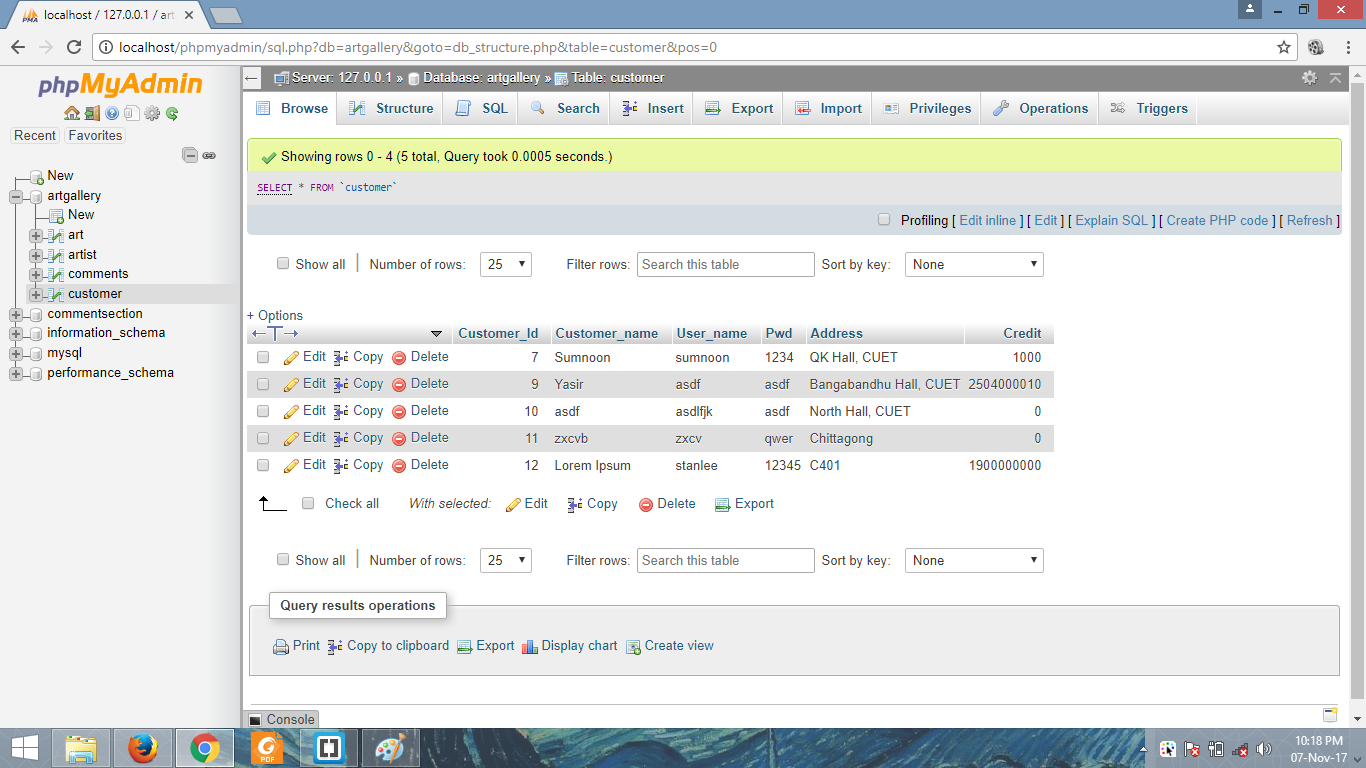 localhost / 127.0.0.1 / art
localhost/phpmyadmin/sql.php?db=artgallery&goto=db_structure.php&table=customer&pos=0
phpMyAdmin
Recent Favorites
New
artgallery
New
art
artist
comments
customer
commentsection
information_schema
mysql
performance_schema
Server: 127.0.0.1 » Database: artgallery » Table: customer
Browse Structure SQL Search Insert Export Import Privileges Operations Triggers
Showing rows 0 - 4 (5 total, Query took 0.0005 seconds.)
SELECT * FROM `customer`
Profiling [ Edit inline ] [ Edit ] [ Explain SQL ] [ Create PHP code ] [ Refresh ]
Show all Number of rows: 25 Filter rows: Search this table Sort by key: None
+ Options
←T→ Customer_Id Customer_name User_name Pwd Address Credit
Edit Copy Delete 7 Sumnoon sumnoon 1234 QK Hall, CUET 1000
Edit Copy Delete 9 Yasir asdf asdf Bangabandhu Hall, CUET 2504000010
Edit Copy Delete 10 asdf asdlfjk asdf North Hall, CUET 0
Edit Copy Delete 11 zxcvb zxcv qwer Chittagong 0
Edit Copy Delete 12 Lorem Ipsum stanlee 12345 C401 1900000000
Check all With selected: Edit Copy Delete Export
Show all Number of rows: 25 Filter rows: Search this table Sort by key: None
Query results operations
Print Copy to clipboard Export Display chart Create view
Console
PDF
10:18 PM
07-Nov-17